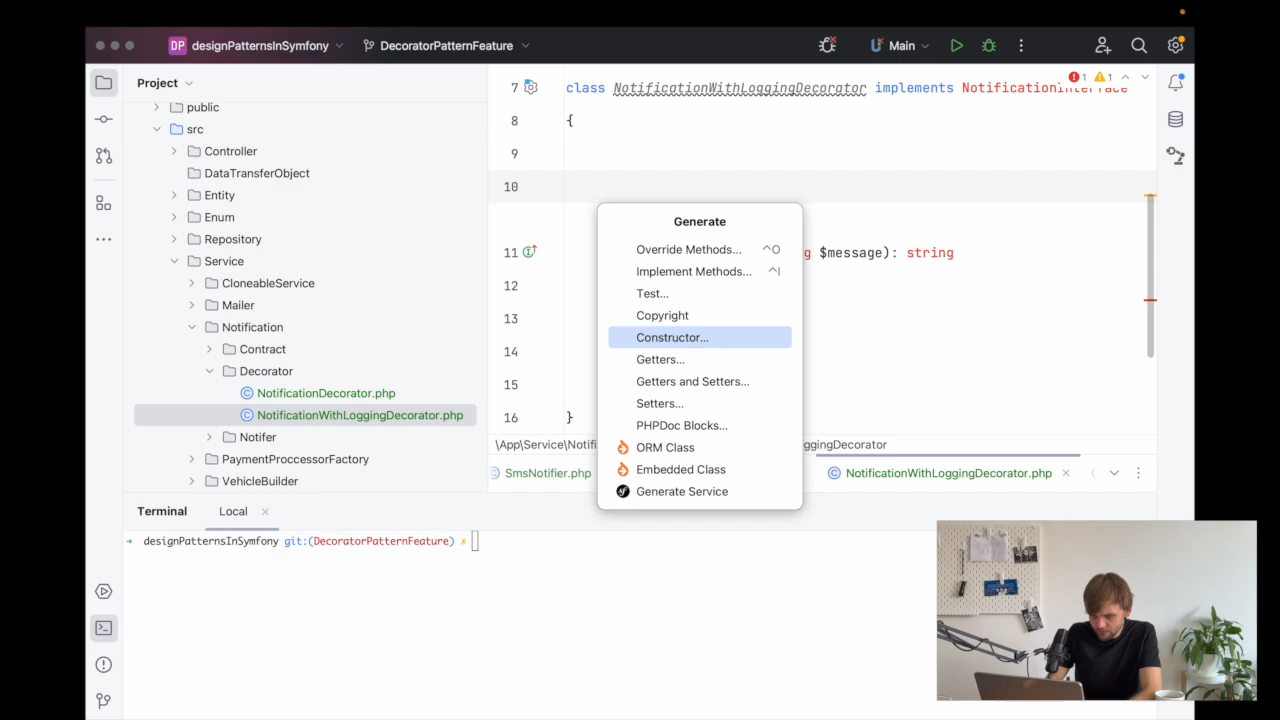 DP designPatternsInSymfony DecoratorPatternFeature Main
Project
public
src
Controller
DataTransferObject
Entity
Enum
Repository
Service
CloneableService
Mailer
Notification
Contract
Decorator
NotificationDecorator.php
NotificationWithLoggingDecorator.php
Notifer
PaymentProccessorFactory
VehicleBuilder
7 class NotificationWithLoggingDecorator implements NotificationInterface
1 1
8 {
9
10
11 g $message): string
12
13
14
15
16 }
Generate
Override Methods... ^O
Implement Methods... ^I
Test...
Copyright
Constructor...
Getters...
Getters and Setters...
Setters...
PHPDoc Blocks...
ORM Class
Embedded Class
Generate Service
\App\Service\Notifi ggingDecorator
SmsNotifier.php NotificationWithLoggingDecorator.php
Terminal Local
designPatternsInSymfony git:(DecoratorPatternFeature) ✗